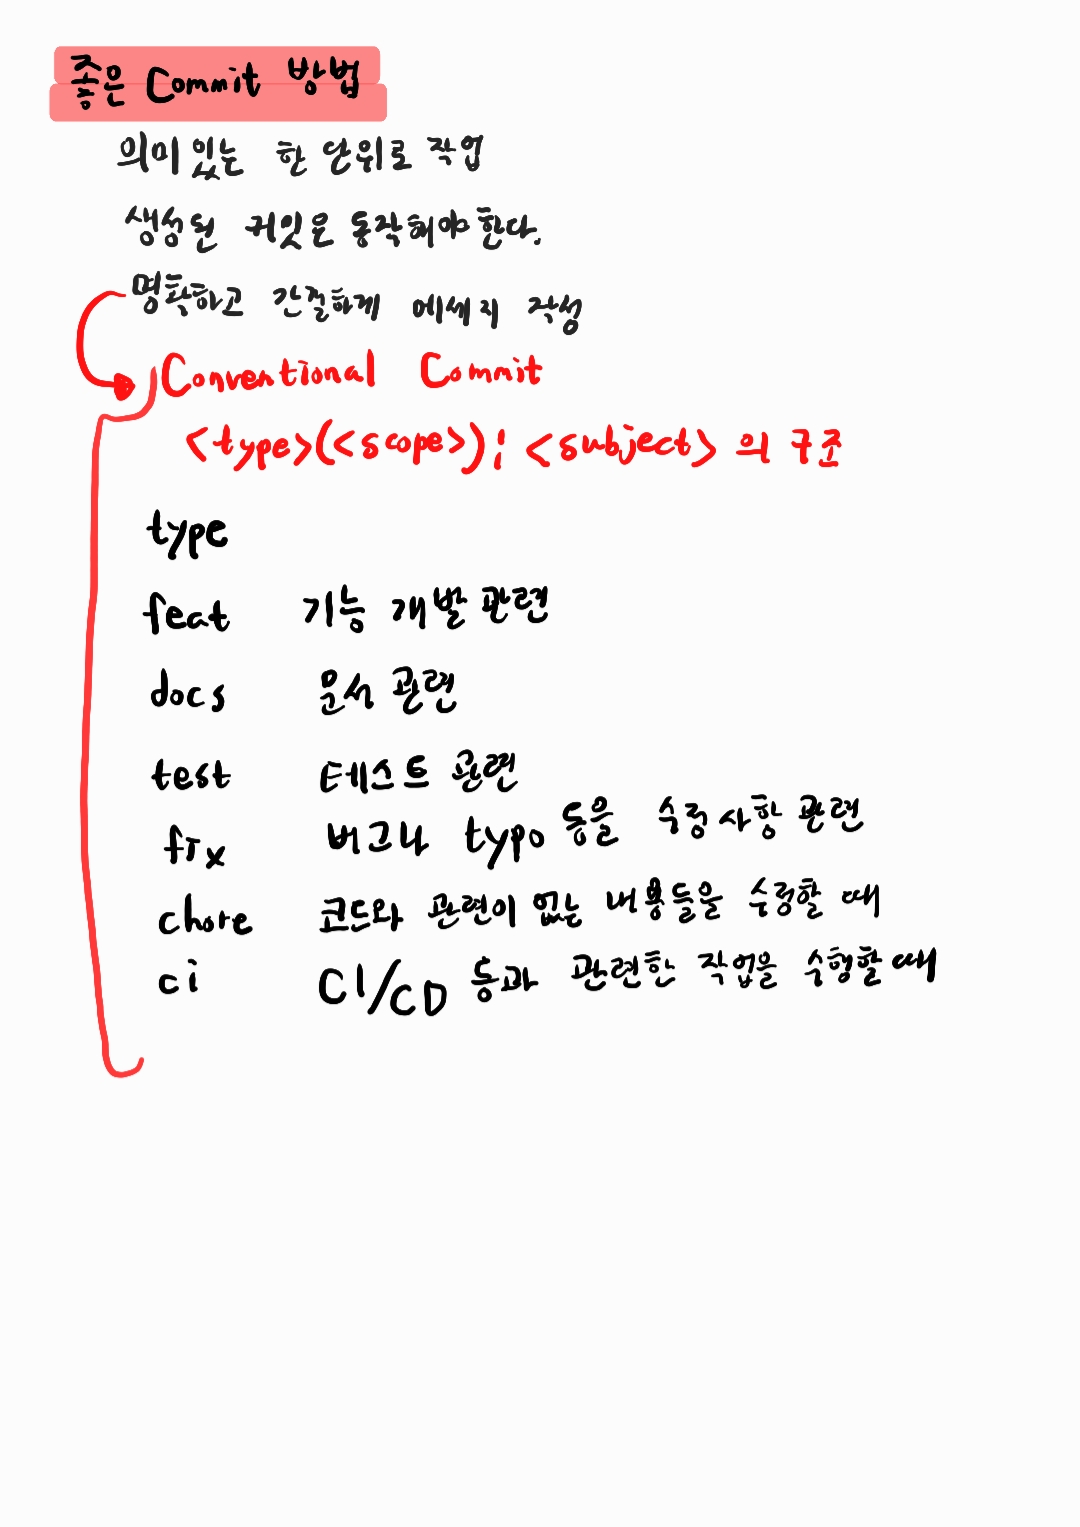 좋은 Commit 방법
의미있는 한 단위로 작업
생성된 커밋은 동작해야한다.
명확하고 간결하게 메세지 작성
Conventional Commit
<type>(<scope>): <subject> 의 구조
type
feat 기능 개발 관련
docs 문서 관련
test 테스트 관련
fix 버그나 typo 등을 수정사항 관련
chore 코드와 관련이 없는 내용들을 수정할 때
ci CI/CD 등과 관련한 작업을 수행할 때